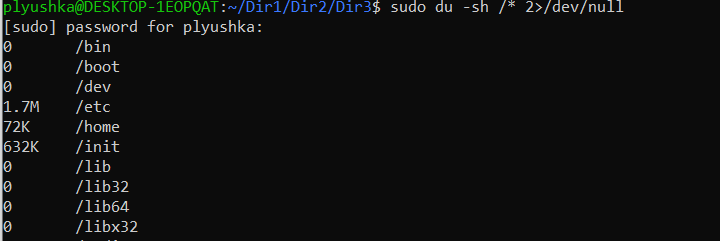 plyushka@DESKTOP-1EOPQAT:~/Dir1/Dir2/Dir3$ sudo du -sh /* 2>/dev/null
[sudo] password for plyushka:
0       /bin
0       /boot
0       /dev
1.7M    /etc
72K     /home
632K    /init
0       /lib
0       /lib32
0       /lib64
0       /libx32